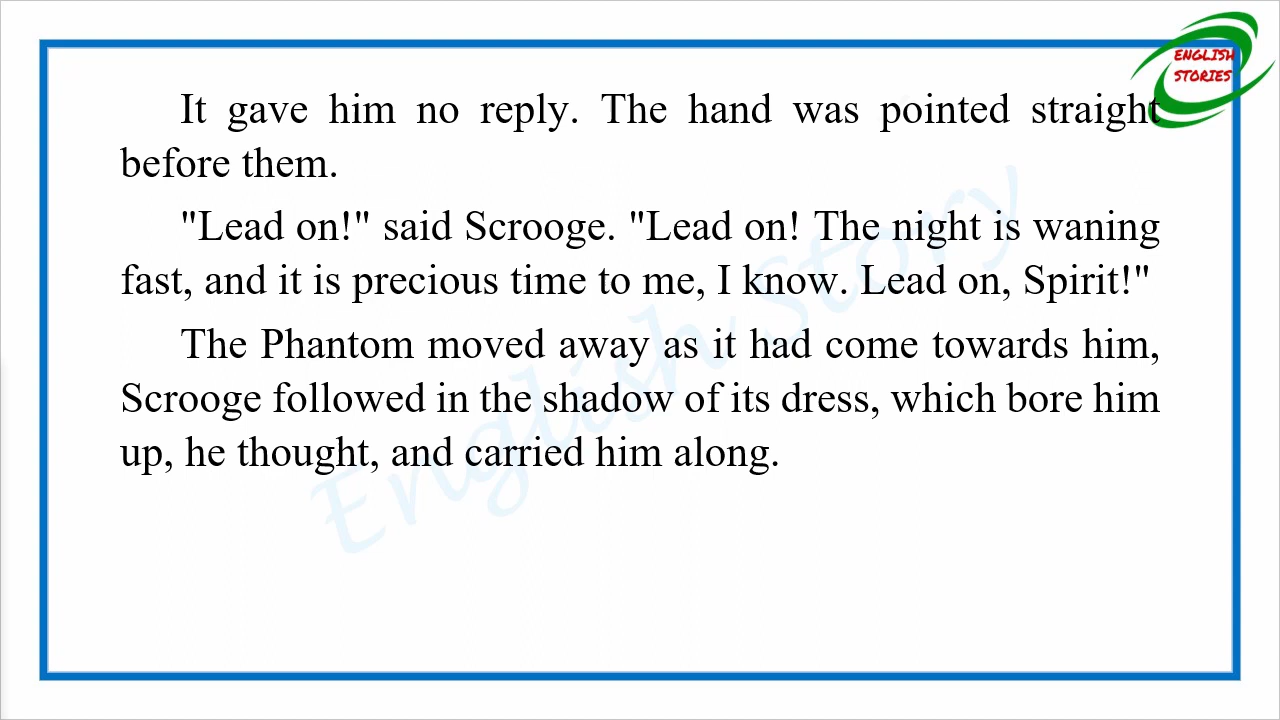 ENGLISH
STORIES
It gave him no reply. The hand was pointed straight
before them.
"Lead on!" said Scrooge. "Lead on! The night is waning
fast, and it is precious time to me, I know. Lead on, Spirit!"
The Phantom moved away as it had come towards him,
Scrooge followed in the shadow of its dress, which bore him
up, he thought, and carried him along.
English Story